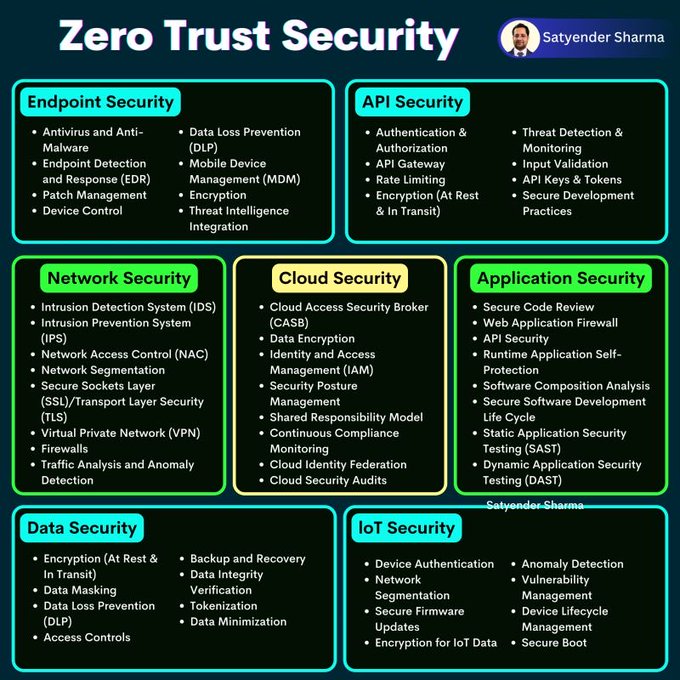 Zero Trust Security
Satyender Sharma
Endpoint Security
• Antivirus and Anti-
Malware
• Endpoint Detection
and Response (EDR)
• Patch Management
• Device Control
• Data Loss Prevention
(DLP)
• Mobile Device
Management (MDM)
• Encryption
• Threat Intelligence
Integration
API Security
• Authentication &
Authorization
• API Gateway
• Rate Limiting
• Encryption (At Rest
& In Transit)
• Threat Detection &
Monitoring
• Input Validation
• API Keys & Tokens
• Secure Development
Practices
Network Security
• Intrusion Detection System (IDS)
• Intrusion Prevention System
(IPS)
• Network Access Control (NAC)
• Network Segmentation
• Secure Sockets Layer
(SSL)/Transport Layer Security
(TLS)
• Virtual Private Network (VPN)
• Firewalls
• Traffic Analysis and Anomaly
Detection
Cloud Security
• Cloud Access Security Broker
(CASB)
• Data Encryption
• Identity and Access
Management (IAM)
• Security Posture
Management
• Shared Responsibility Model
• Continuous Compliance
Monitoring
• Cloud Identity Federation
• Cloud Security Audits
Application Security
• Secure Code Review
• Web Application Firewall
• API Security
• Runtime Application Self-
Protection
• Software Composition Analysis
• Secure Software Development
Life Cycle
• Static Application Security
Testing (SAST)
• Dynamic Application Security
Testing (DAST)
Satyender Sharma
Data Security
• Encryption (At Rest &
In Transit)
• Data Masking
• Data Loss Prevention
(DLP)
• Access Controls
• Backup and Recovery
• Data Integrity
Verification
• Tokenization
• Data Minimization
IoT Security
• Device Authentication
• Network
Segmentation
• Secure Firmware
Updates
• Encryption for IoT Data
• Anomaly Detection
• Vulnerability
Management
• Device Lifecycle
Management
• Secure Boot